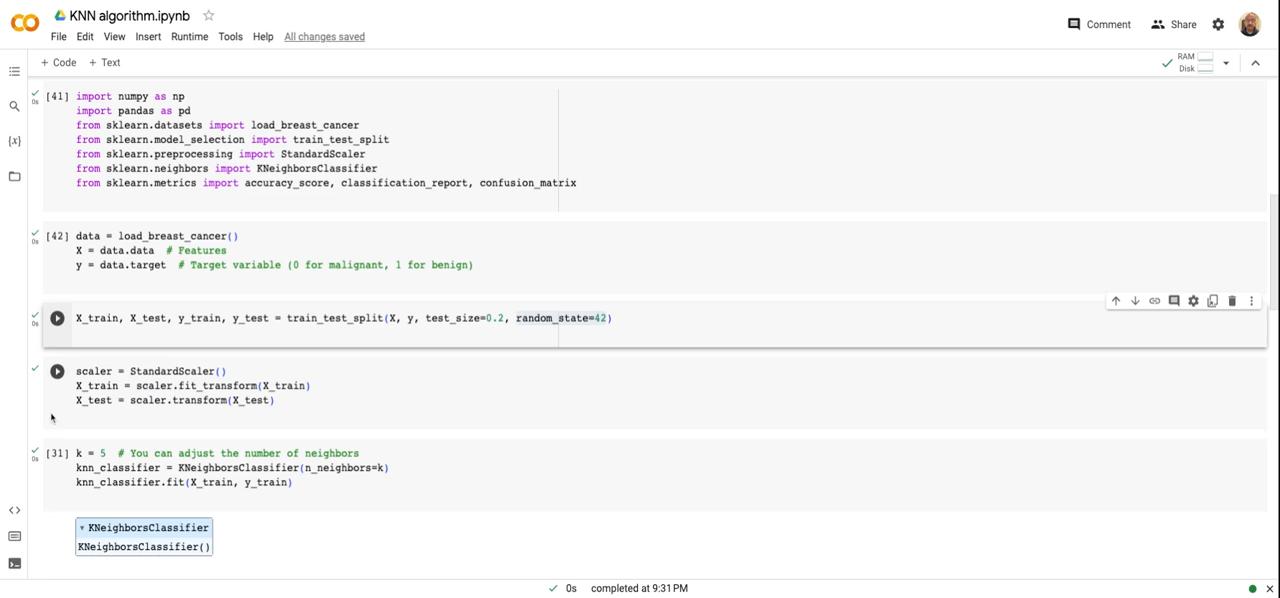 KNN algorithm.ipynb
File Edit View Insert Runtime Tools Help All changes saved
Comment Share
+ Code + Text
RAM
Disk
[41] import numpy as np
0s
import pandas as pd
from sklearn.datasets import load_breast_cancer
from sklearn.model_selection import train_test_split
from sklearn.preprocessing import StandardScaler
from sklearn.neighbors import KNeighborsClassifier
from sklearn.metrics import accuracy_score, classification_report, confusion_matrix
[42] data = load_breast_cancer()
0s
X = data.data # Features
y = data.target # Target variable (0 for malignant, 1 for benign)
X_train, X_test, y_train, y_test = train_test_split(X, y, test_size=0.2, random_state=42)
0s
scaler = StandardScaler()
X_train = scaler.fit_transform(X_train)
X_test = scaler.transform(X_test)
[31] k = 5 # You can adjust the number of neighbors
0s
knn_classifier = KNeighborsClassifier(n_neighbors=k)
knn_classifier.fit(X_train, y_train)
▾ KNeighborsClassifier
KNeighborsClassifier()
0s completed at 9:31 PM